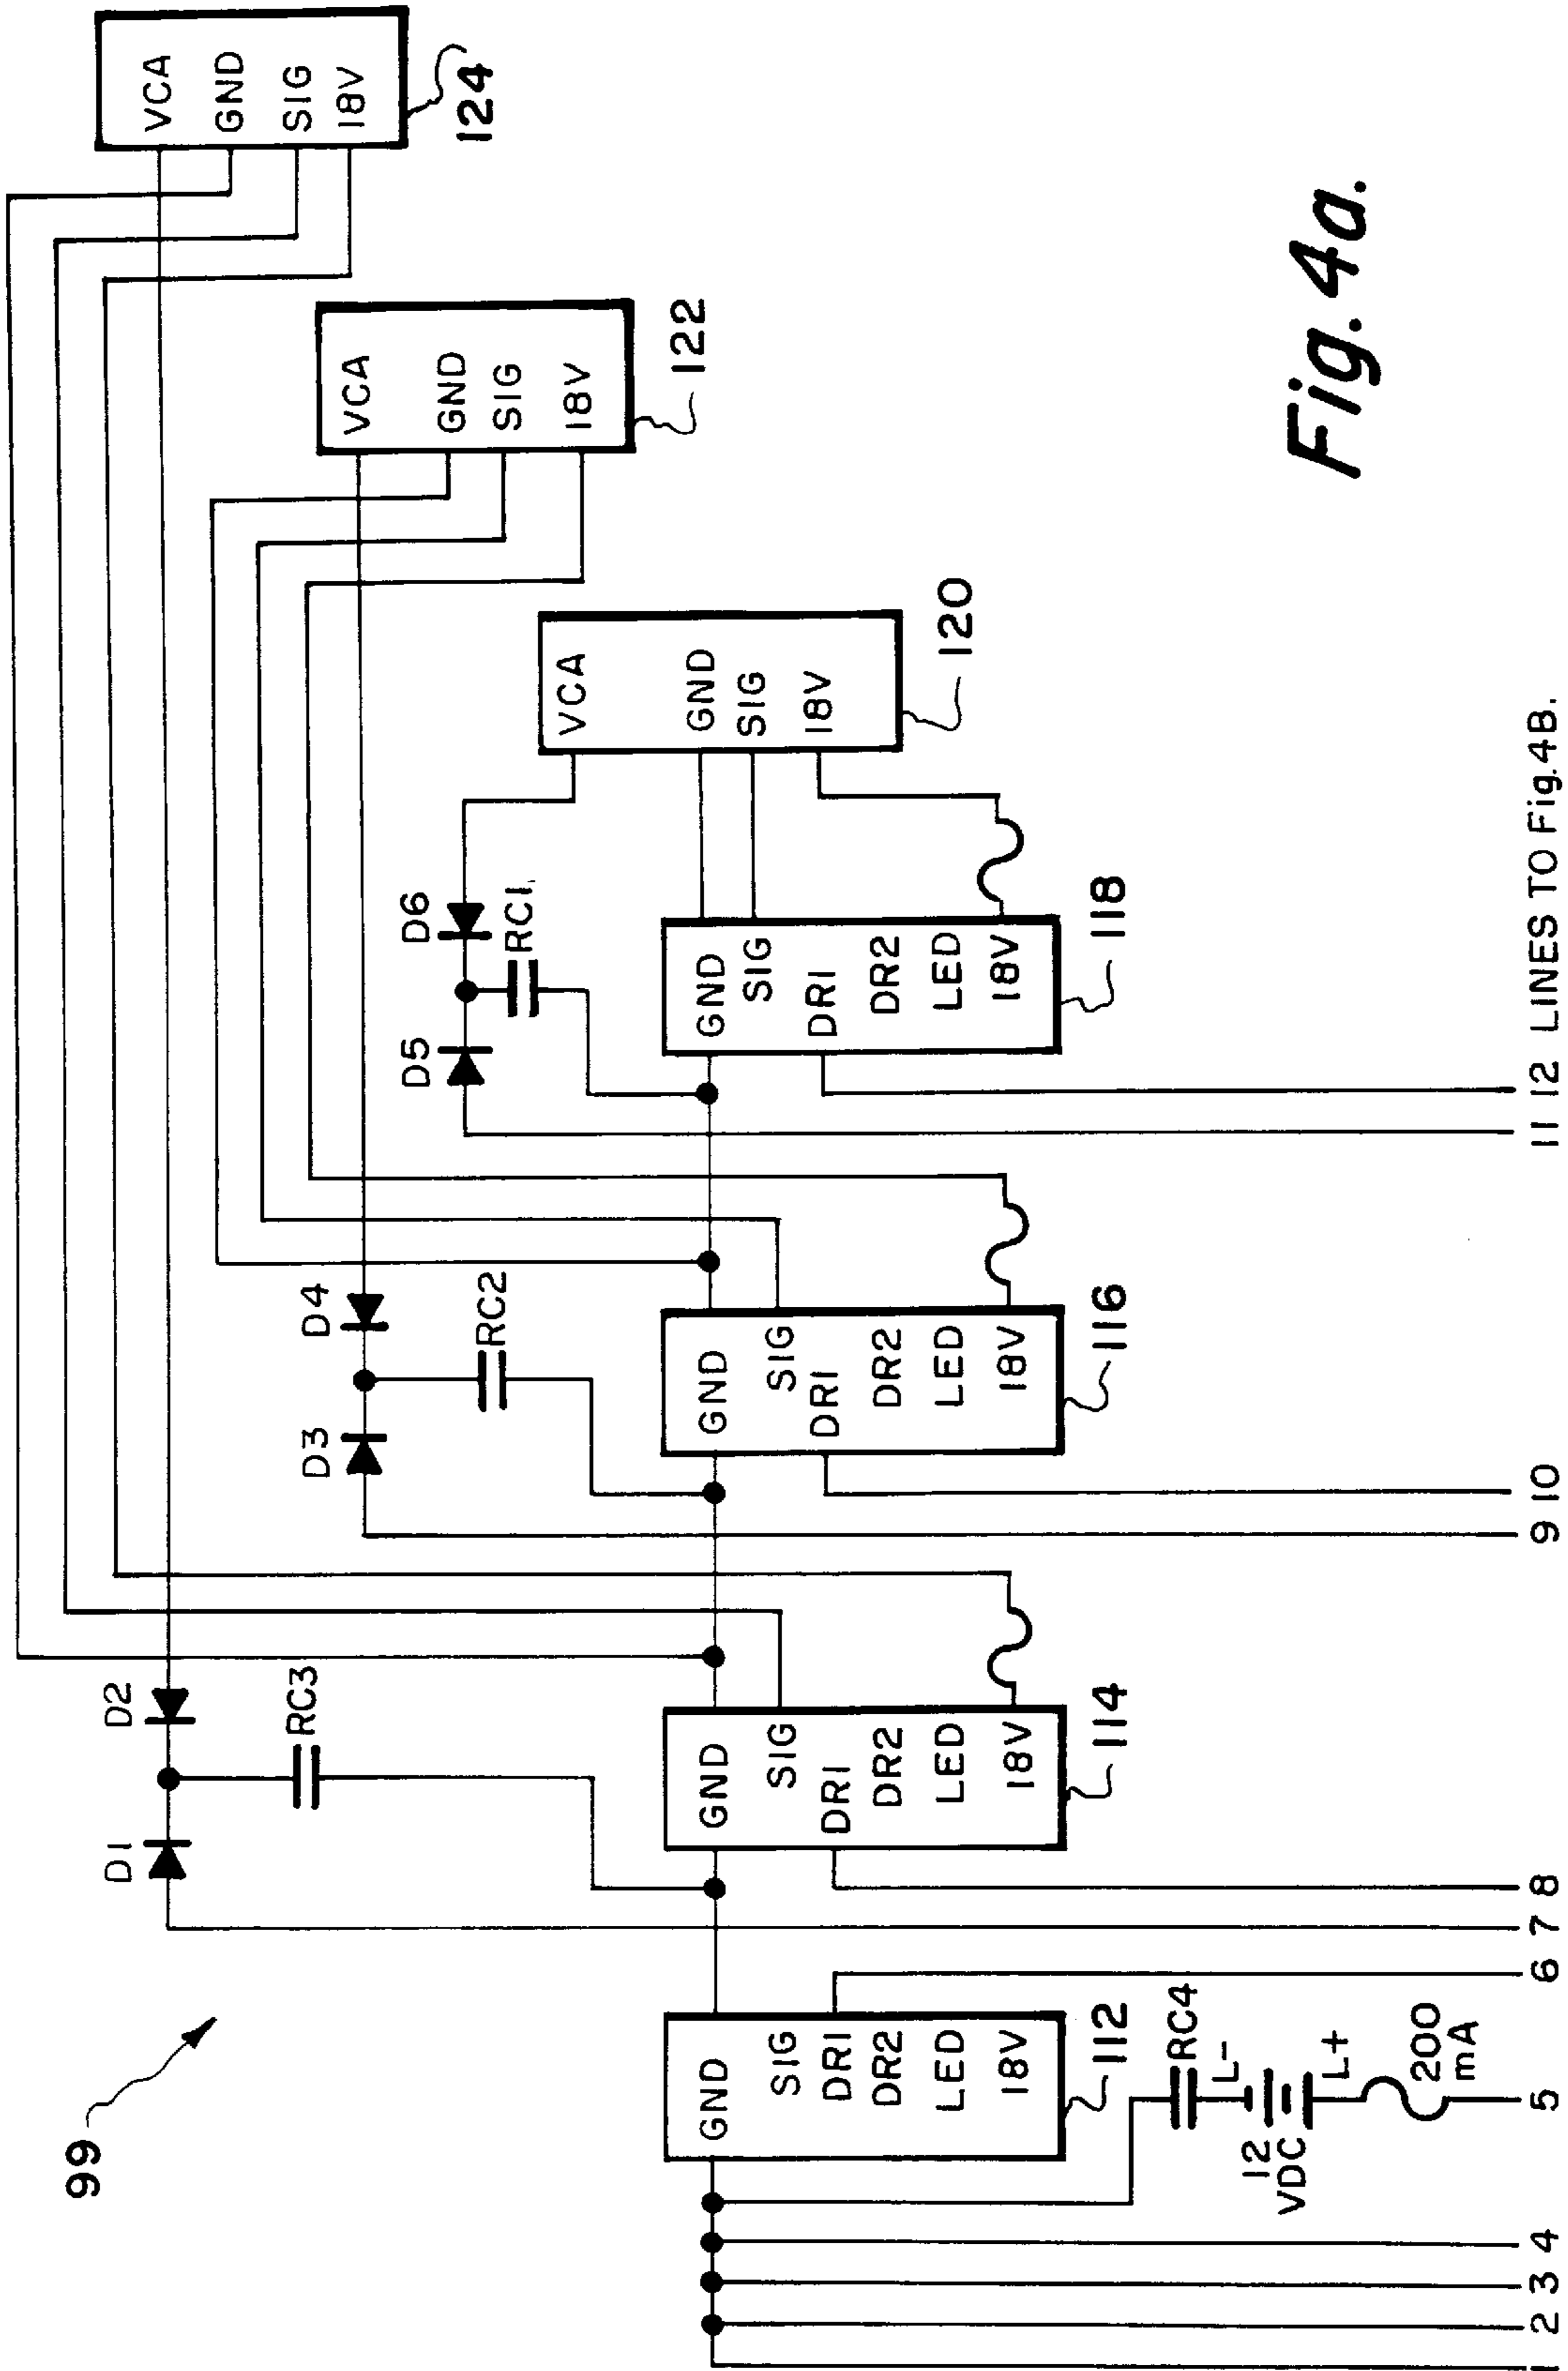 99
VCA
GND
SIG
18V
124
VCA
GND
SIG
18V
122
VCA
GND
SIG
18V
120
D1
D2
RC3
D3
D4
RC2
D5
D6
RC1
GND
SIG
DR1
DR2
LED
18V
112
GND
SIG
DR1
DR2
LED
18V
114
GND
SIG
DR1
DR2
LED
18V
116
GND
SIG
DR1
DR2
LED
18V
118
RC4
L-
12
VDC
L+
200
mA
1 2 3 4 5 6 7 8 9 10 11 12 LINES TO Fig.4B.
Fig. 4a.